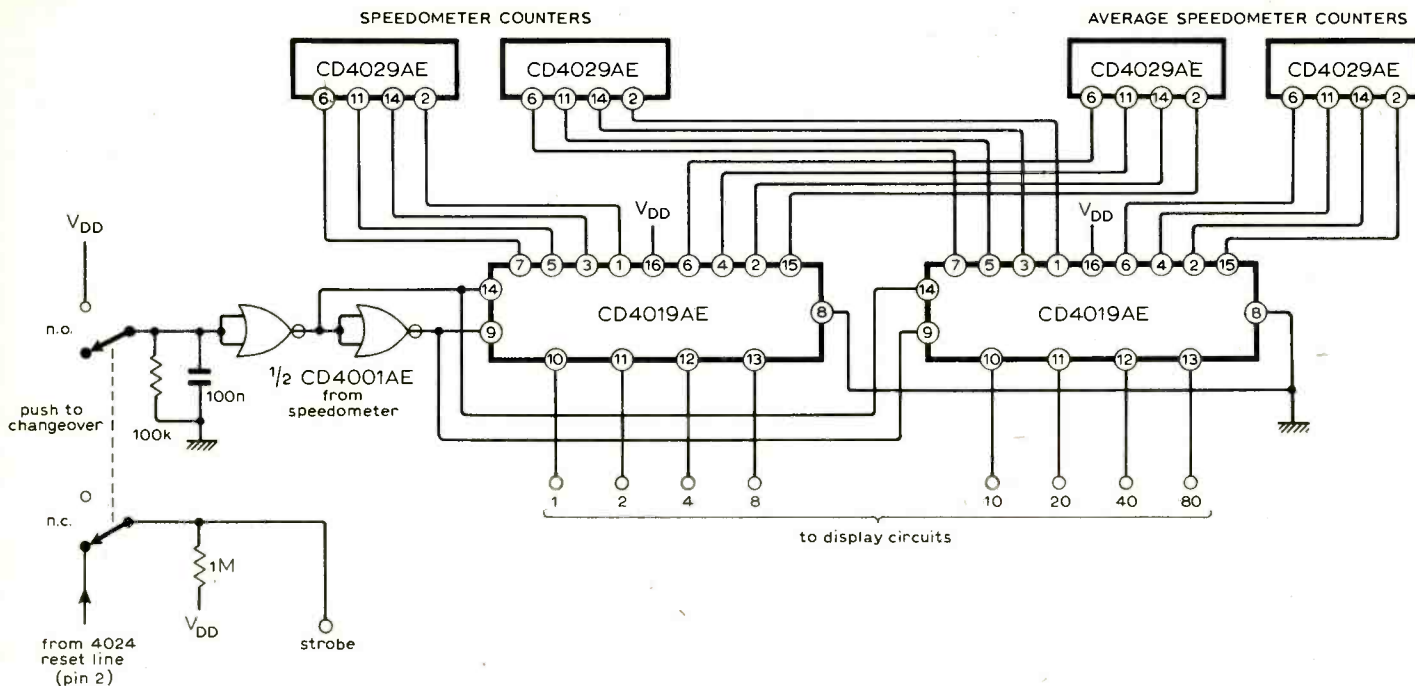 SPEEDOMETER COUNTERS
AVERAGE SPEEDOMETER COUNTERS
CD4029AE
CD4029AE
CD4029AE
CD4029AE
6 11 14 2
6 11 14 2
6 11 14 2
6 11 14 2
VDD
VDD
VDD
7 5 3 1 16 6 4 2 15
7 5 3 1 16 6 4 2 15
14
14
n.o.
CD4019AE
8
CD4019AE
8
9
9
10 11 12 13
10 11 12 13
1/2 CD4001AE
from
speedometer
100n
100k
push to
changeover
1 2 4 8
10 20 40 80
to display circuits
n.c.
1M
VDD
strobe
from 4024
reset line
(pin 2)